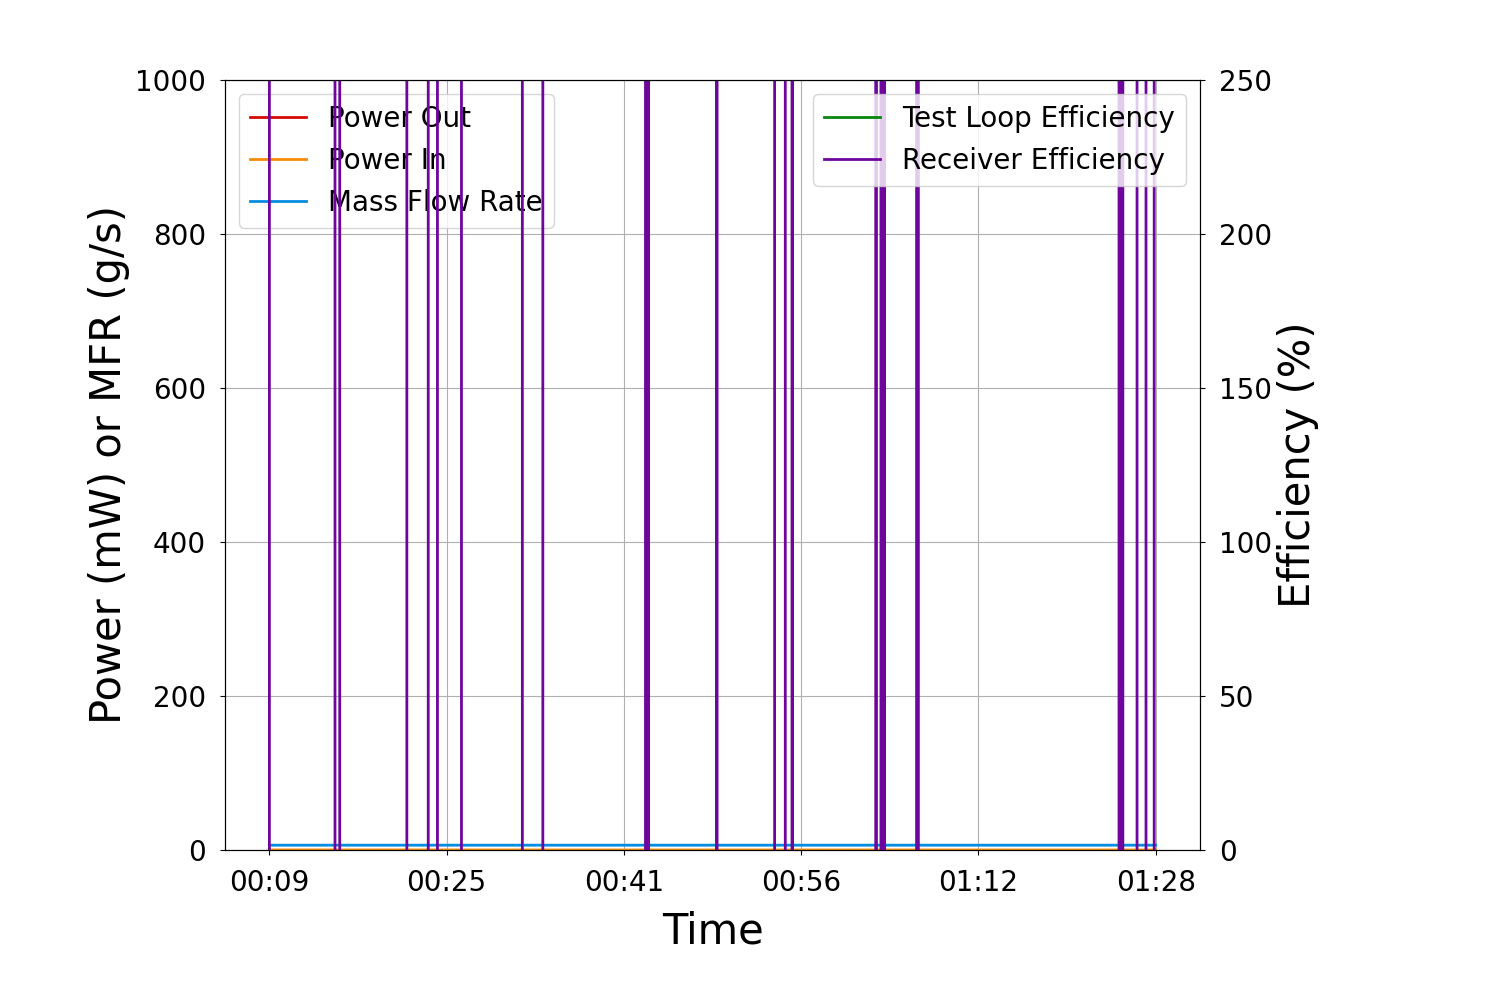 Power (mW) or MFR (g/s)
1000
800
600
400
200
0
Power Out
Power In
Mass Flow Rate
Test Loop Efficiency
Receiver Efficiency
250
200
150
100
50
0
Efficiency (%)
00:09 00:25 00:41 00:56 01:12 01:28
Time